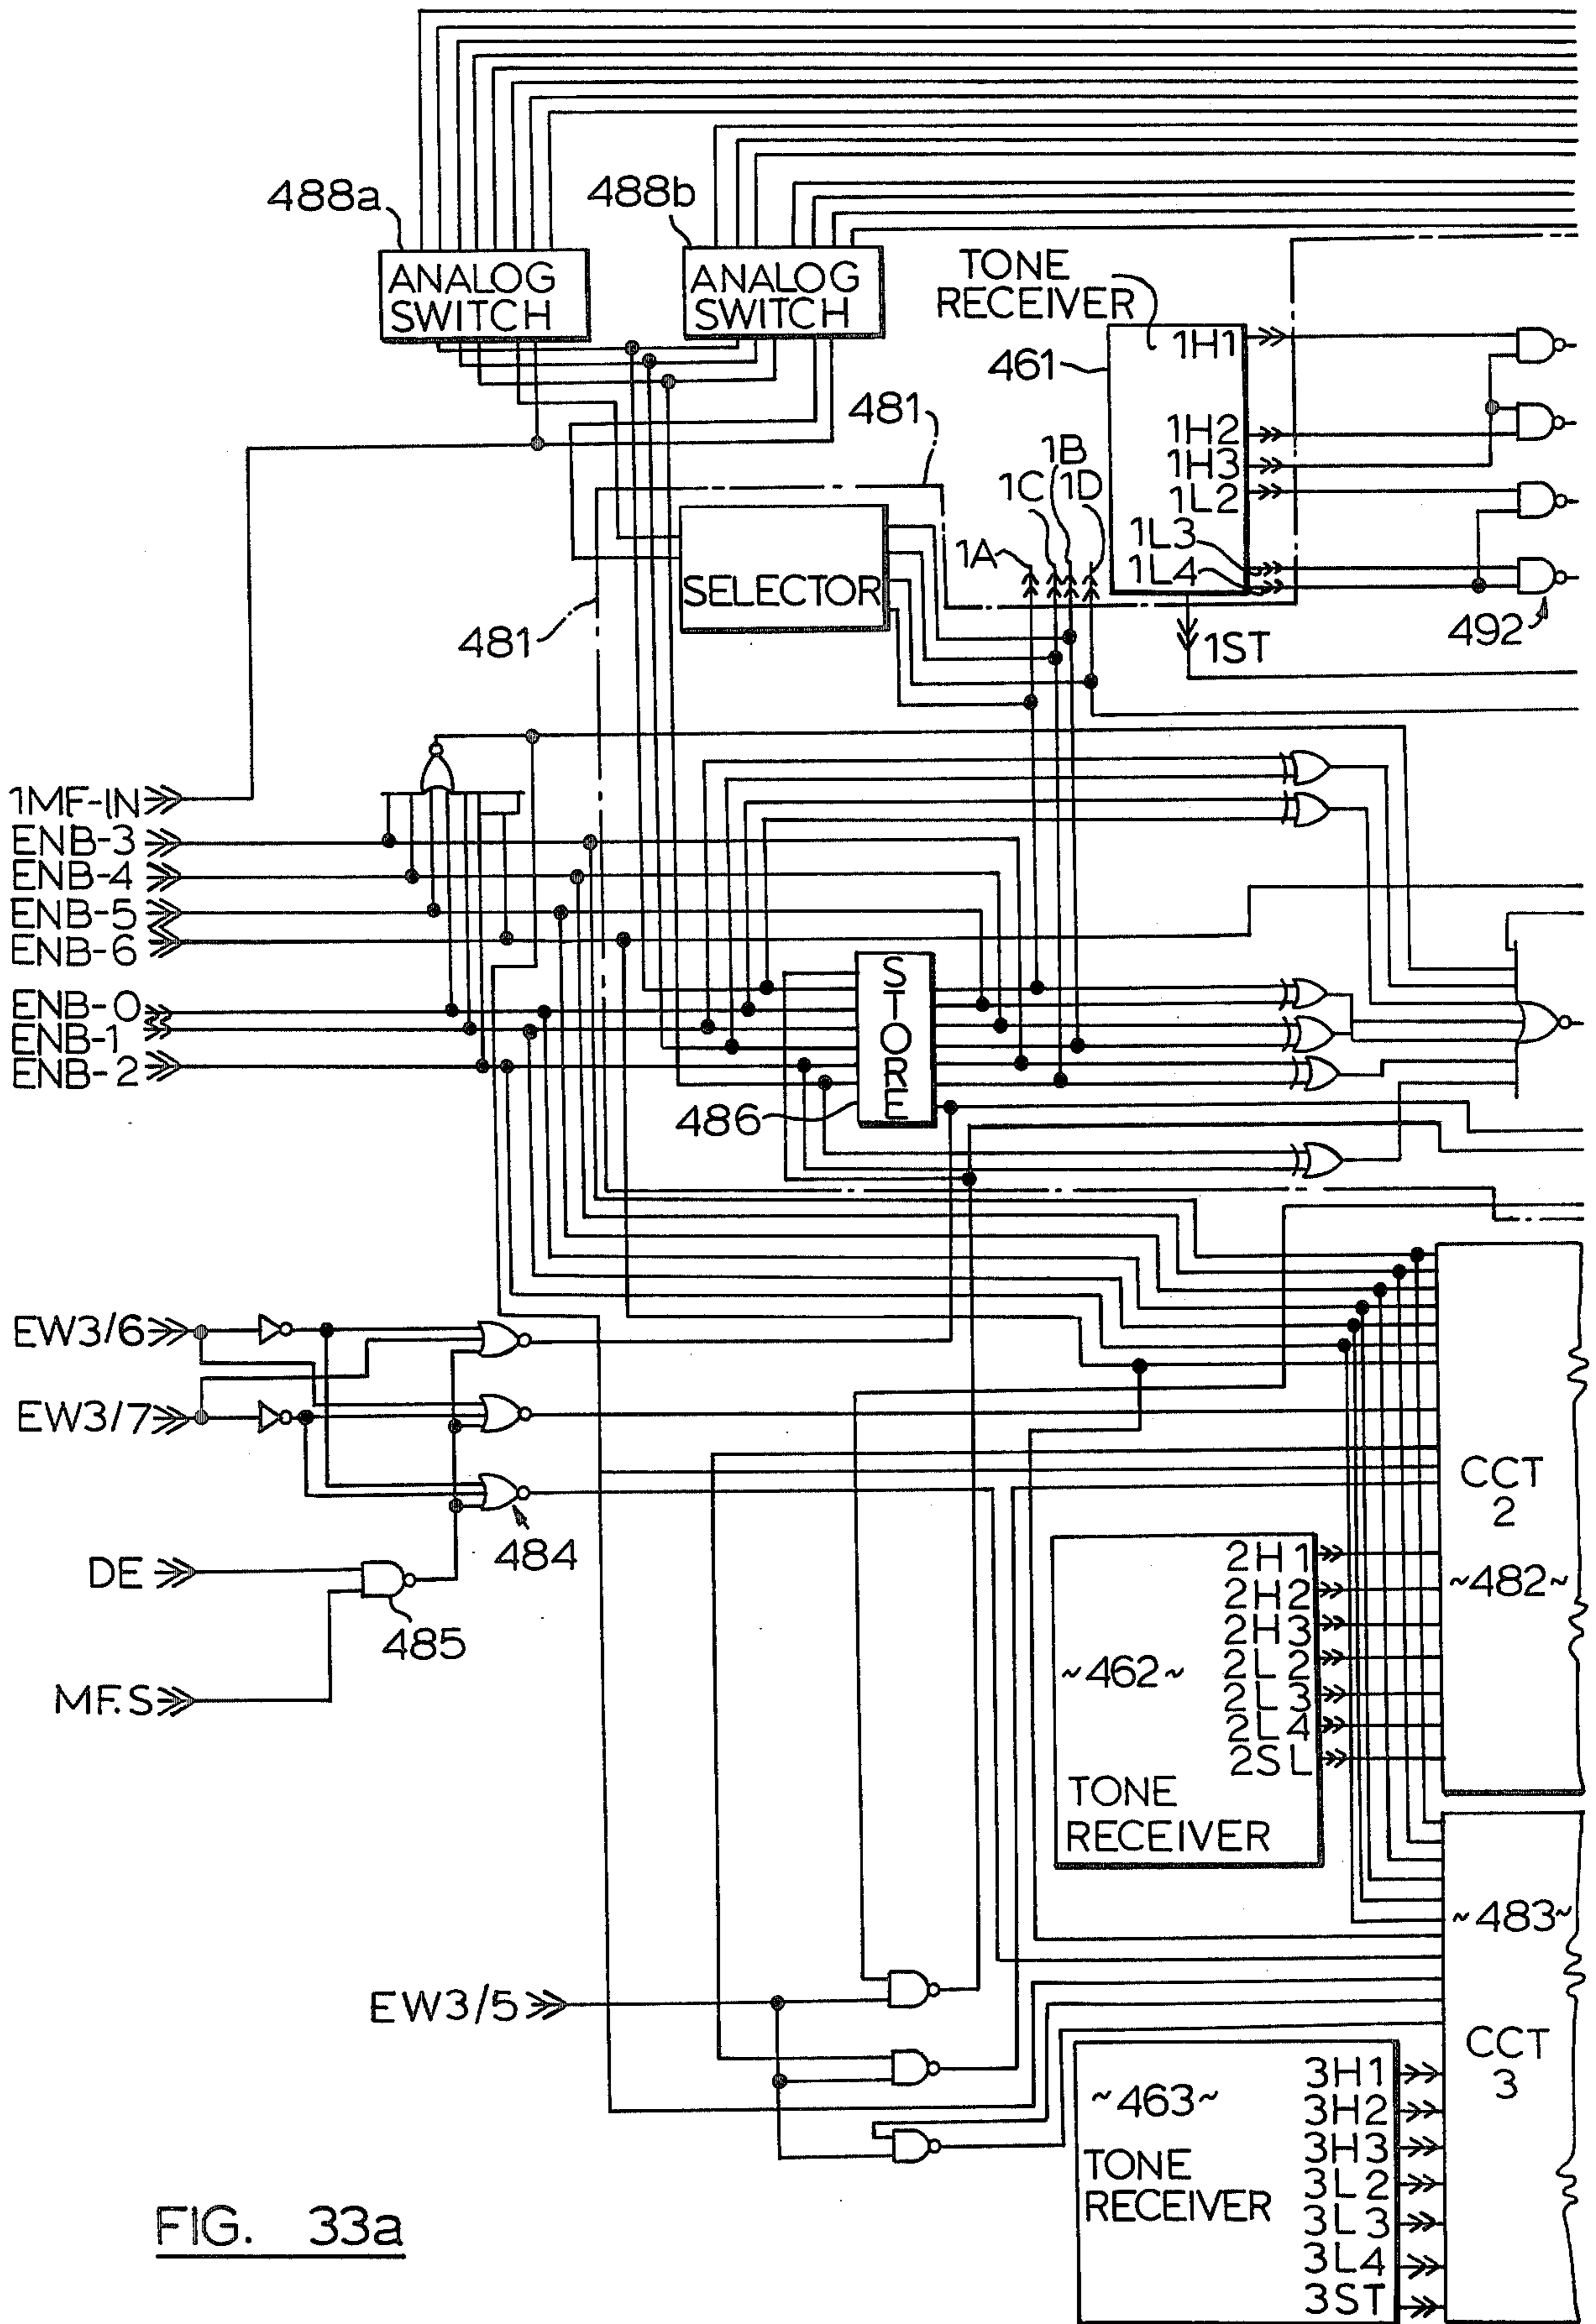 488a
488b
ANALOG
SWITCH
ANALOG
SWITCH
TONE
RECEIVER
461
1H1
1H2
1H3
1L2
1L3
1L4
481
1B
1C
1D
1A
SELECTOR
481
492
1ST
1MF-IN
ENB-3
ENB-4
ENB-5
ENB-6
ENB-0
ENB-1
ENB-2
STORE
486
EW3/6
EW3/7
484
DE
485
MF.S
CCT
2
~482~
2H1
2H2
2H3
2L2
2L3
2L4
2SL
~462~
TONE
RECEIVER
~483~
CCT
3
EW3/5
~463~
TONE
RECEIVER
3H1
3H2
3H3
3L2
3L3
3L4
3ST
FIG. 33a